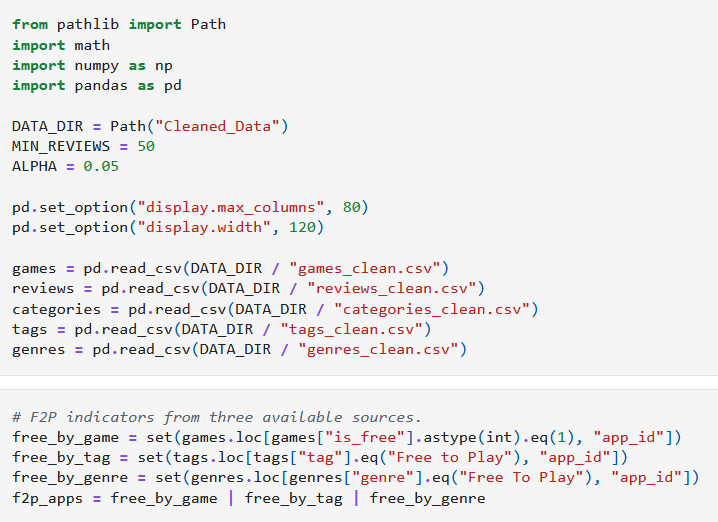 from pathlib import Path
import math
import numpy as np
import pandas as pd
DATA_DIR = Path("Cleaned_Data")
MIN_REVIEWS = 50
ALPHA = 0.05
pd.set_option("display.max_columns", 80)
pd.set_option("display.width", 120)
games = pd.read_csv(DATA_DIR / "games_clean.csv")
reviews = pd.read_csv(DATA_DIR / "reviews_clean.csv")
categories = pd.read_csv(DATA_DIR / "categories_clean.csv")
tags = pd.read_csv(DATA_DIR / "tags_clean.csv")
genres = pd.read_csv(DATA_DIR / "genres_clean.csv")
# F2P indicators from three available sources.
free_by_game = set(games.loc[games["is_free"].astype(int).eq(1), "app_id"])
free_by_tag = set(tags.loc[tags["tag"].eq("Free to Play"), "app_id"])
free_by_genre = set(genres.loc[genres["genre"].eq("Free To Play"), "app_id"])
f2p_apps = free_by_game | free_by_tag | free_by_genre